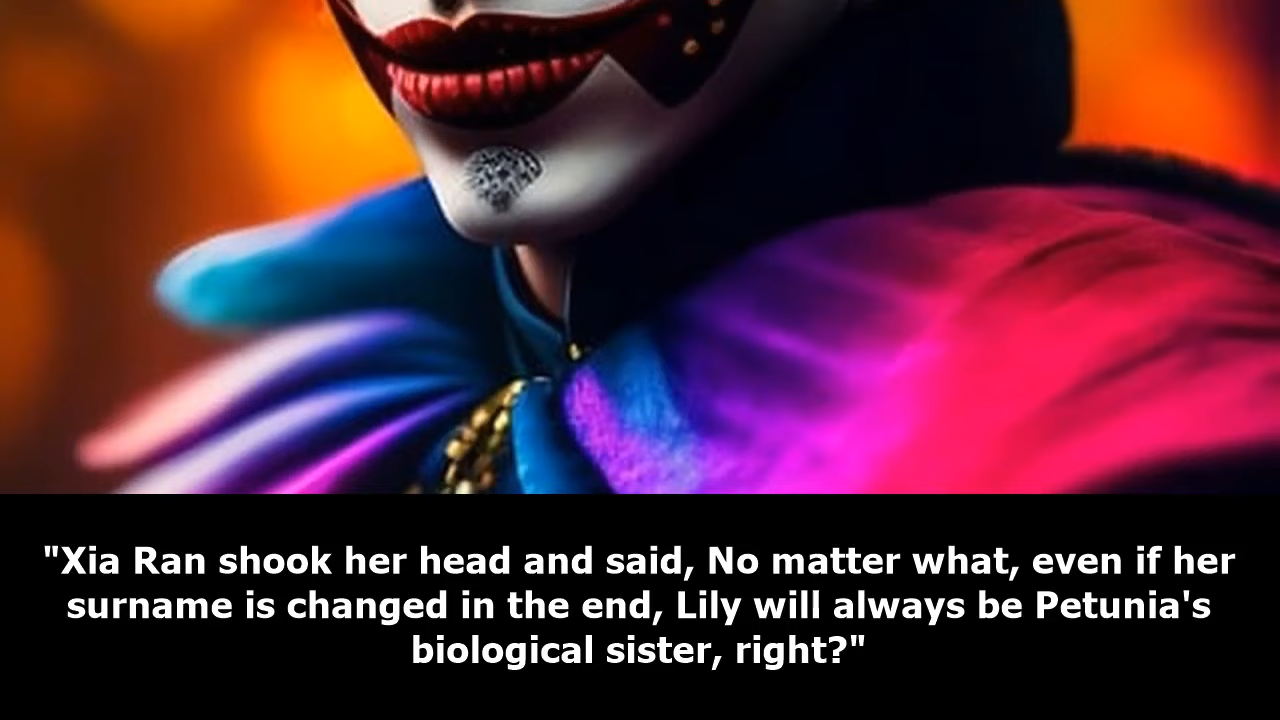 "Xia Ran shook her head and said, No matter what, even if her
surname is changed in the end, Lily will always be Petunia's
biological sister, right?"